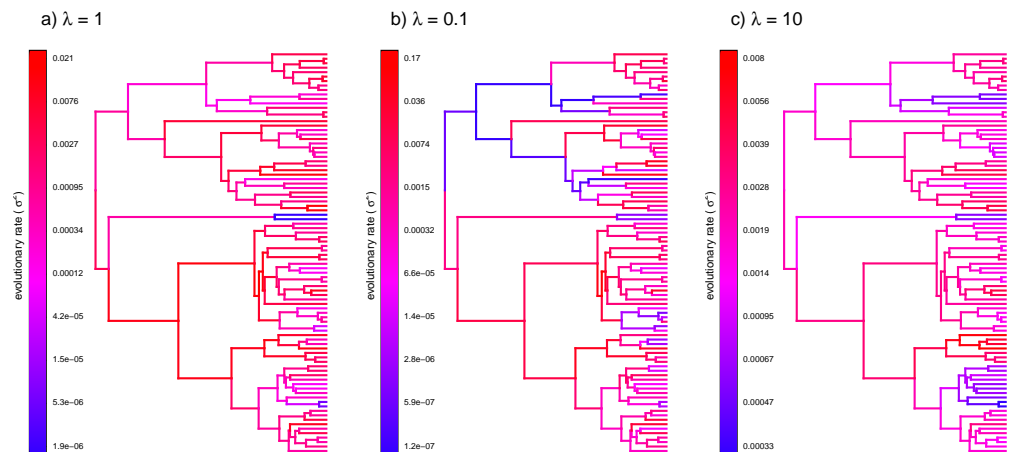 a) λ = 1
b) λ = 0.1
c) λ = 10
evolutionary rate ( σ²)
0.021
0.0076
0.0027
0.00095
0.00034
0.00012
4.2e−05
1.5e−05
5.3e−06
1.9e−06
evolutionary rate ( σ²)
0.17
0.036
0.0074
0.0015
0.00032
6.6e−05
1.4e−05
2.8e−06
5.9e−07
1.2e−07
evolutionary rate ( σ²)
0.008
0.0056
0.0039
0.0028
0.0019
0.0014
0.00095
0.00067
0.00047
0.00033